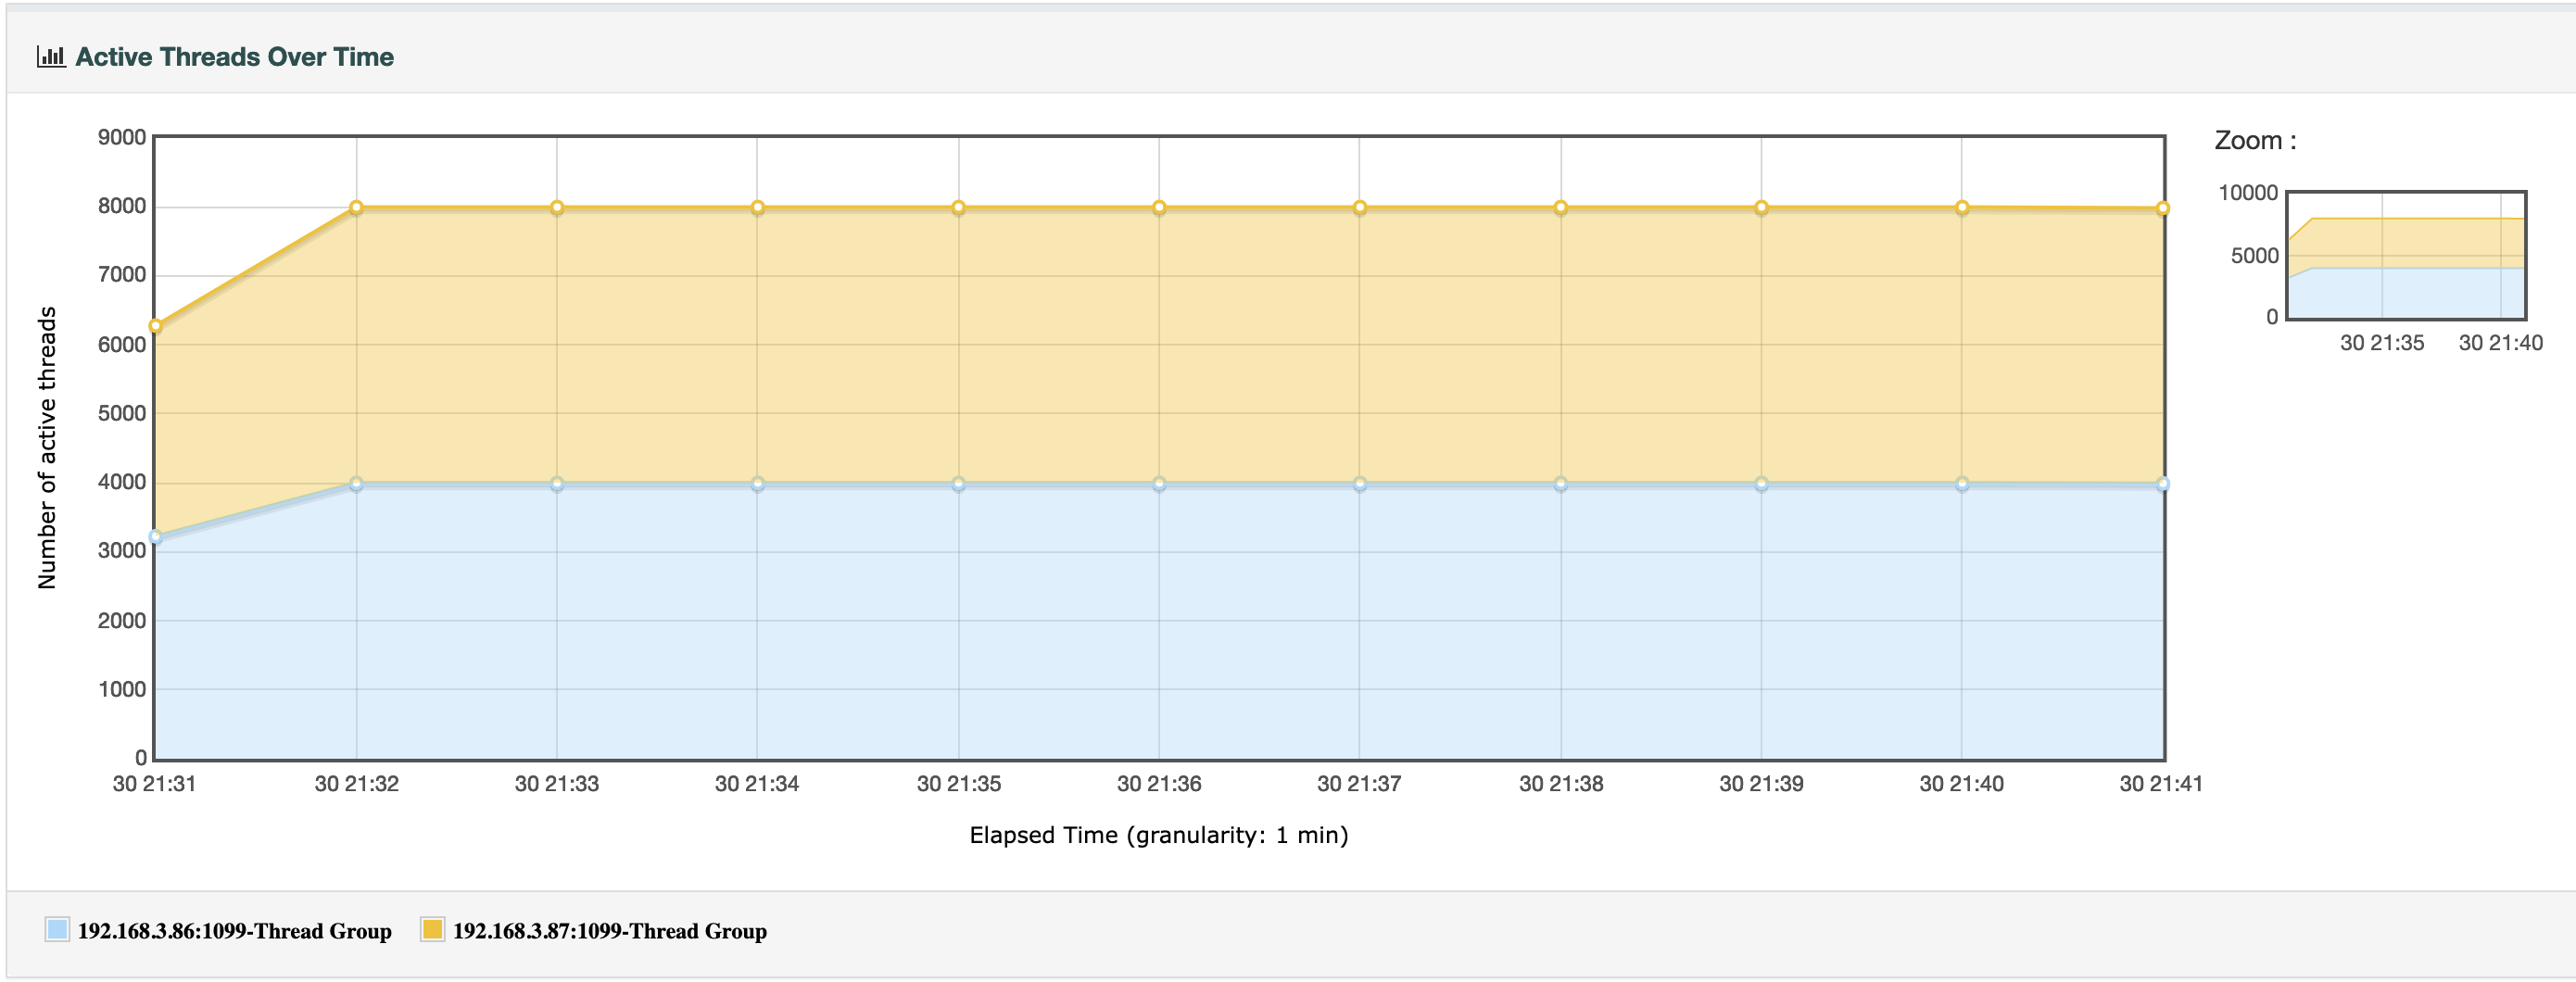 Active Threads Over Time
Number of active threads
9000
8000
7000
6000
5000
4000
3000
2000
1000
0
30 21:31 30 21:32 30 21:33 30 21:34 30 21:35 30 21:36 30 21:37 30 21:38 30 21:39 30 21:40 30 21:41
Elapsed Time (granularity: 1 min)
Zoom :
10000
5000
0
30 21:35 30 21:40
192.168.3.86:1099-Thread Group 192.168.3.87:1099-Thread Group